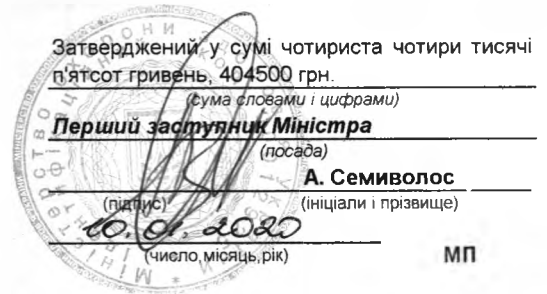 Затверджений у сумі чотириста чотири тисячі
п'ятсот гривень, 404500 грн.
(сума словами і цифрами)
Перший заступник Міністра
(посада)
А. Семиволос
(підпис) (ініціали і прізвище)
10.01.2020
(число, місяць, рік) МП